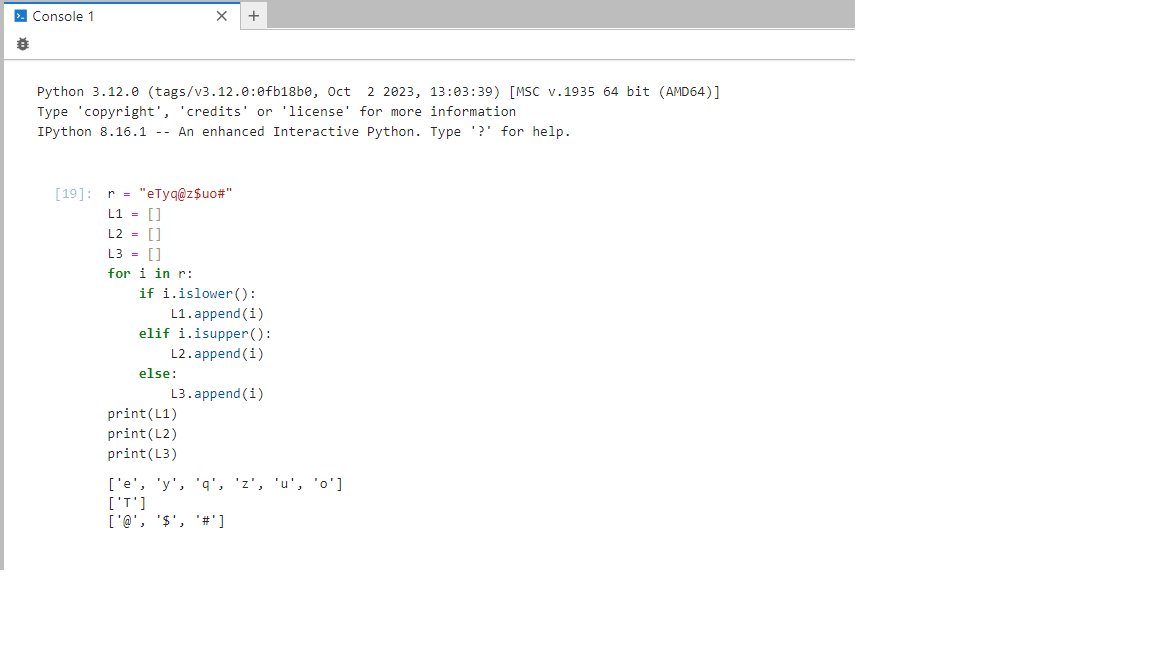 Console 1
Python 3.12.0 (tags/v3.12.0:0fb18b0, Oct  2 2023, 13:03:39) [MSC v.1935 64 bit (AMD64)]
Type 'copyright', 'credits' or 'license' for more information
IPython 8.16.1 -- An enhanced Interactive Python. Type '?' for help.
[19]: r = "eTyq@z$uo#"
L1 = []
L2 = []
L3 = []
for i in r:
    if i.islower():
        L1.append(i)
    elif i.isupper():
        L2.append(i)
    else:
        L3.append(i)
print(L1)
print(L2)
print(L3)
['e', 'y', 'q', 'z', 'u', 'o']
['T']
['@', '$', '#']